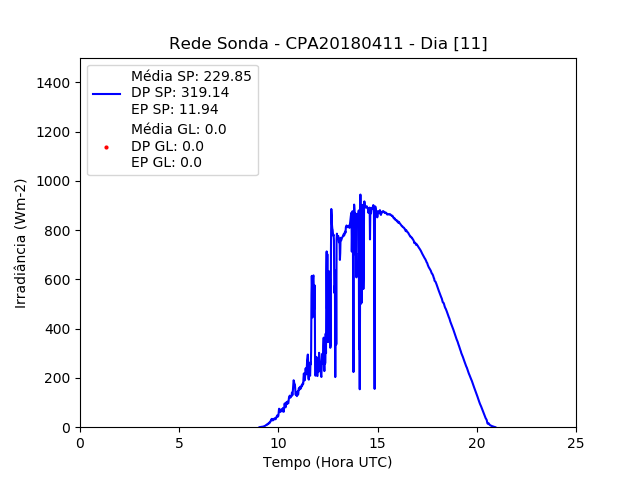 Rede Sonda - CPA20180411 - Dia [11]
Média SP: 229.85
DP SP: 319.14
EP SP: 11.94
Média GL: 0.0
DP GL: 0.0
EP GL: 0.0
Irradiância (Wm-2)
1400
1200
1000
800
600
400
200
0
0 5 10 15 20 25
Tempo (Hora UTC)